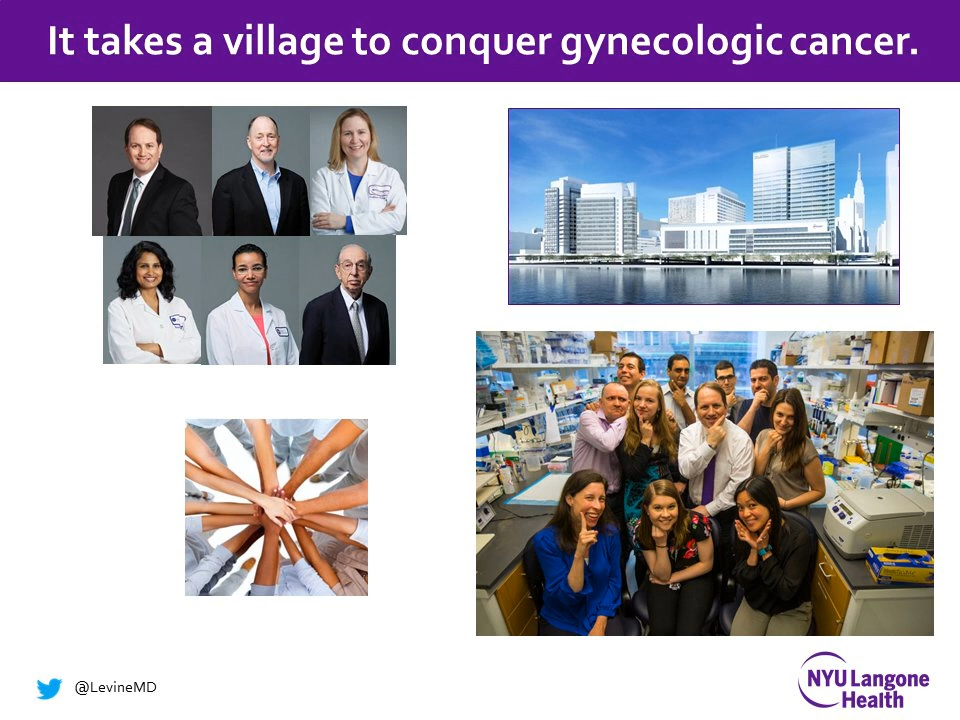 It takes a village to conquer gynecologic cancer.
@LevineMD
NYU Langone
Health